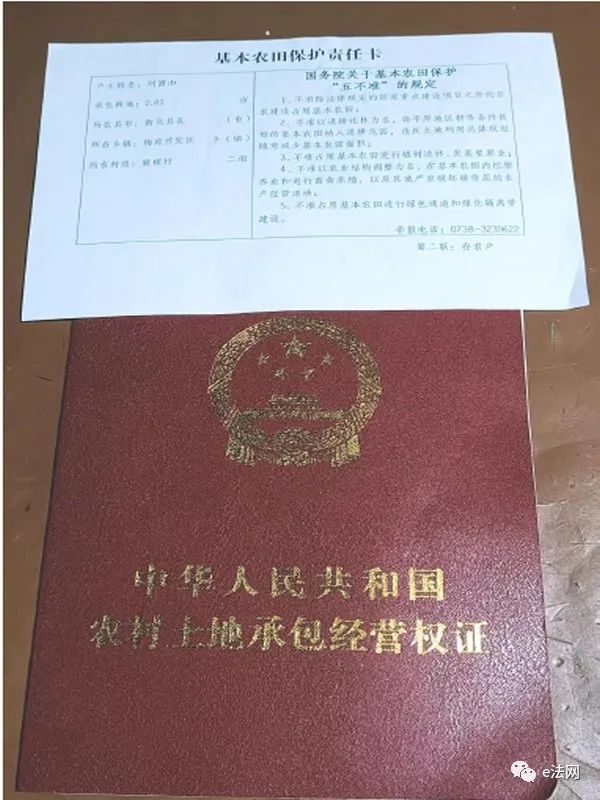 基本农田保护责任卡
户主姓名：刘富山
承包两地：2.03 亩
所在县市：新化县 (市)
所在乡镇：梅苑开发区 乡(镇)
所在村组： 村 二组
国务院关于基本农田保护
“五不准”的规定
1、不准除法律规定的国家重点建设项目之外的非
农建设占用基本农田；
2、不准以退耕还林为名，将平原地区耕作条件良
好的基本农田纳入退耕范围，违反土地利用总体规划
随意减少基本农田面积；
3、不准占用基本农田进行植树造林、发展林果业；
4、不准以农业结构调整为名，在基本农田内挖塘
养鱼和进行畜禽养殖，以及其他严重破坏耕作层的生
产经营活动；
5、不准占用基本农田进行绿色通道和绿化隔离带
建设。
举报电话：0738-3235622
第二联：存农户
中华人民共和国
农村土地承包经营权证
e法网